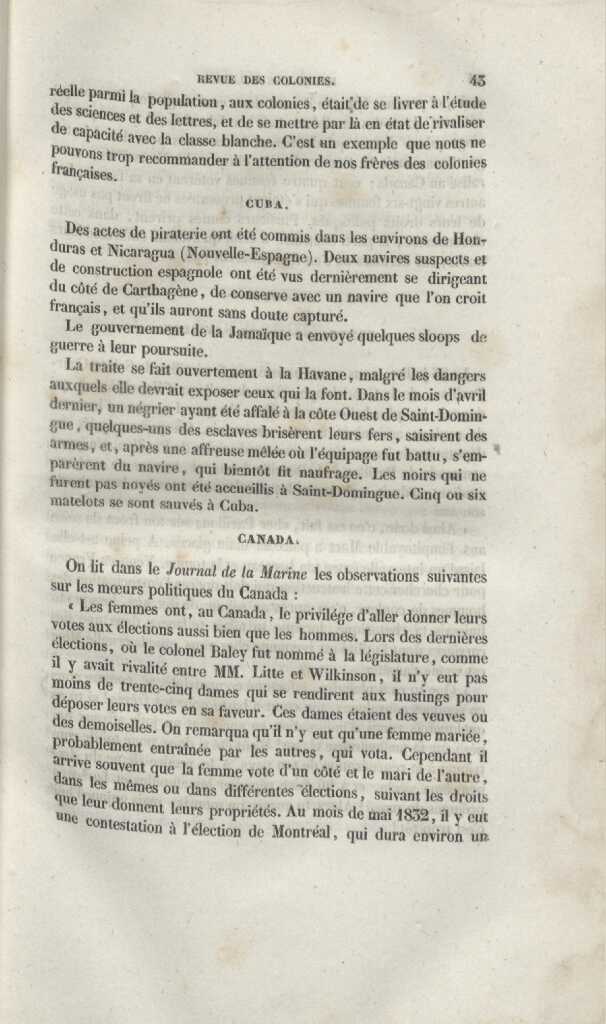 REVUE DES COLONIES. 43
réelle parmi la population, aux colonies, était de se livrer à l'étude
des sciences et des lettres, et de se mettre par là en état de rivaliser
de capacité avec la classe blanche. C'est un exemple que nous ne
pouvons trop recommander à l'attention de nos frères des colonies
françaises.
CUBA.
Des actes de piraterie ont été commis dans les environs de Hon-
duras et Nicaragua (Nouvelle-Espagne). Deux navires suspects et
de construction espagnole ont été vus dernièrement se dirigeant
du côté de Carthagène, de conserve avec un navire que l'on croit
français, et qu'ils auront sans doute capturé.
Le gouvernement de la Jamaïque a envoyé quelques sloops de
guerre à leur poursuite.
La traite se fait ouvertement à la Havane, malgré les dangers
auxquels elle devrait exposer ceux qui la font. Dans le mois d'avril
dernier, un négrier ayant été affalé à la côte Ouest de Saint-Domin-
gue, quelques-uns des esclaves brisèrent leurs fers, saisirent des
armes, et, après une affreuse mêlée où l'équipage fut battu, s'em-
parèrent du navire, qui bientôt fit naufrage. Les noirs qui ne
furent pas noyés ont été accueillis à Saint-Domingue. Cinq ou six
matelots se sont sauvés à Cuba.
CANADA.
On lit dans le Journal de la Marine les observations suivantes
sur les mœurs politiques du Canada :
« Les femmes ont, au Canada, le privilége d'aller donner leurs
votes aux élections aussi bien que les hommes. Lors des dernières
élections, où le colonel Baley fut nommé à la législature, comme
il y avait rivalité entre MM. Litte et Wilkinson, il n'y eut pas
moins de trente-cinq dames qui se rendirent aux hustings pour
déposer leurs votes en sa faveur. Ces dames étaient des veuves ou
des demoiselles. On remarqua qu'il n'y eut qu'une femme mariée,
probablement entraînée par les autres, qui vota. Cependant il
arrive souvent que la femme vote d'un côté et le mari de l'autre,
dans les mêmes ou dans différentes élections, suivant les droits
que leur donnent leurs propriétés. Au mois de mai 1832, il y eut
une contestation à l'élection de Montréal, qui dura environ un